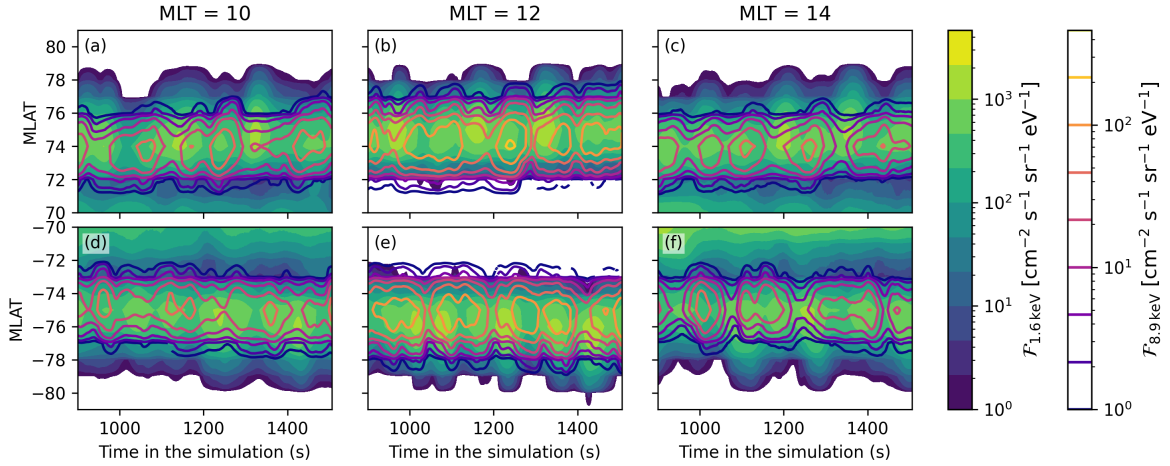 MLT = 10
MLT = 12
MLT = 14
(a)
(b)
(c)
80
78
76
74
72
70
MLAT
(d)
(e)
(f)
−70
−72
−74
−76
−78
−80
MLAT
1000
1200
1400
1000
1200
1400
1000
1200
1400
Time in the simulation (s)
Time in the simulation (s)
Time in the simulation (s)
10³
10²
10¹
10⁰
ℱ1.6 keV [cm⁻² s⁻¹ sr⁻¹ eV⁻¹]
10²
10¹
10⁰
ℱ8.9 keV [cm⁻² s⁻¹ sr⁻¹ eV⁻¹]